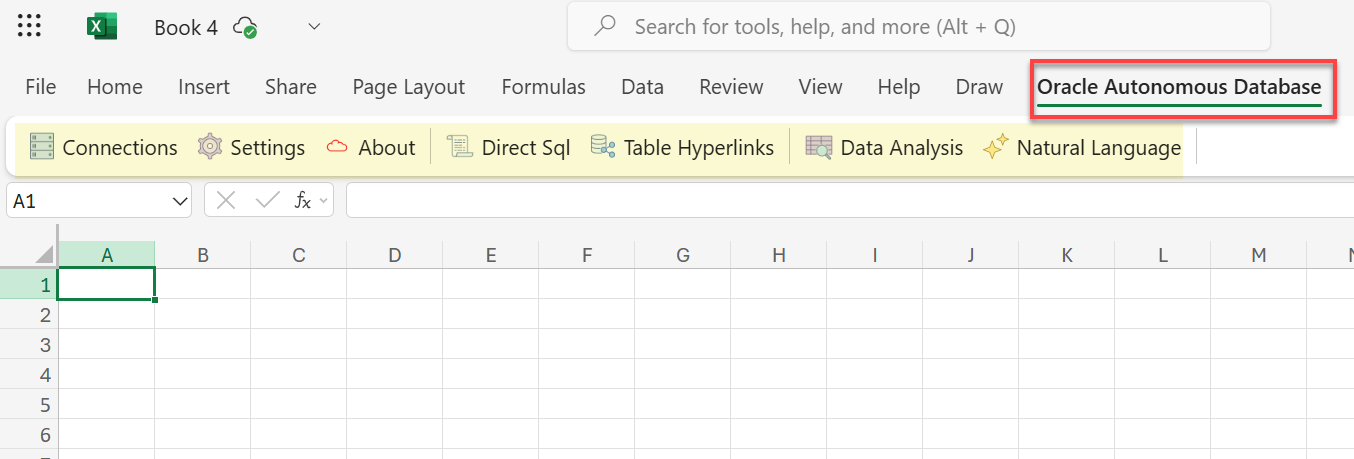 X Book 4 Search for tools, help, and more (Alt + Q)
File Home Insert Share Page Layout Formulas Data Review View Help Draw Oracle Autonomous Database
Connections Settings About Direct Sql Table Hyperlinks Data Analysis Natural Language
A1 fx
A B C D E F G H I J K L M N
1
2
3
4
5
6